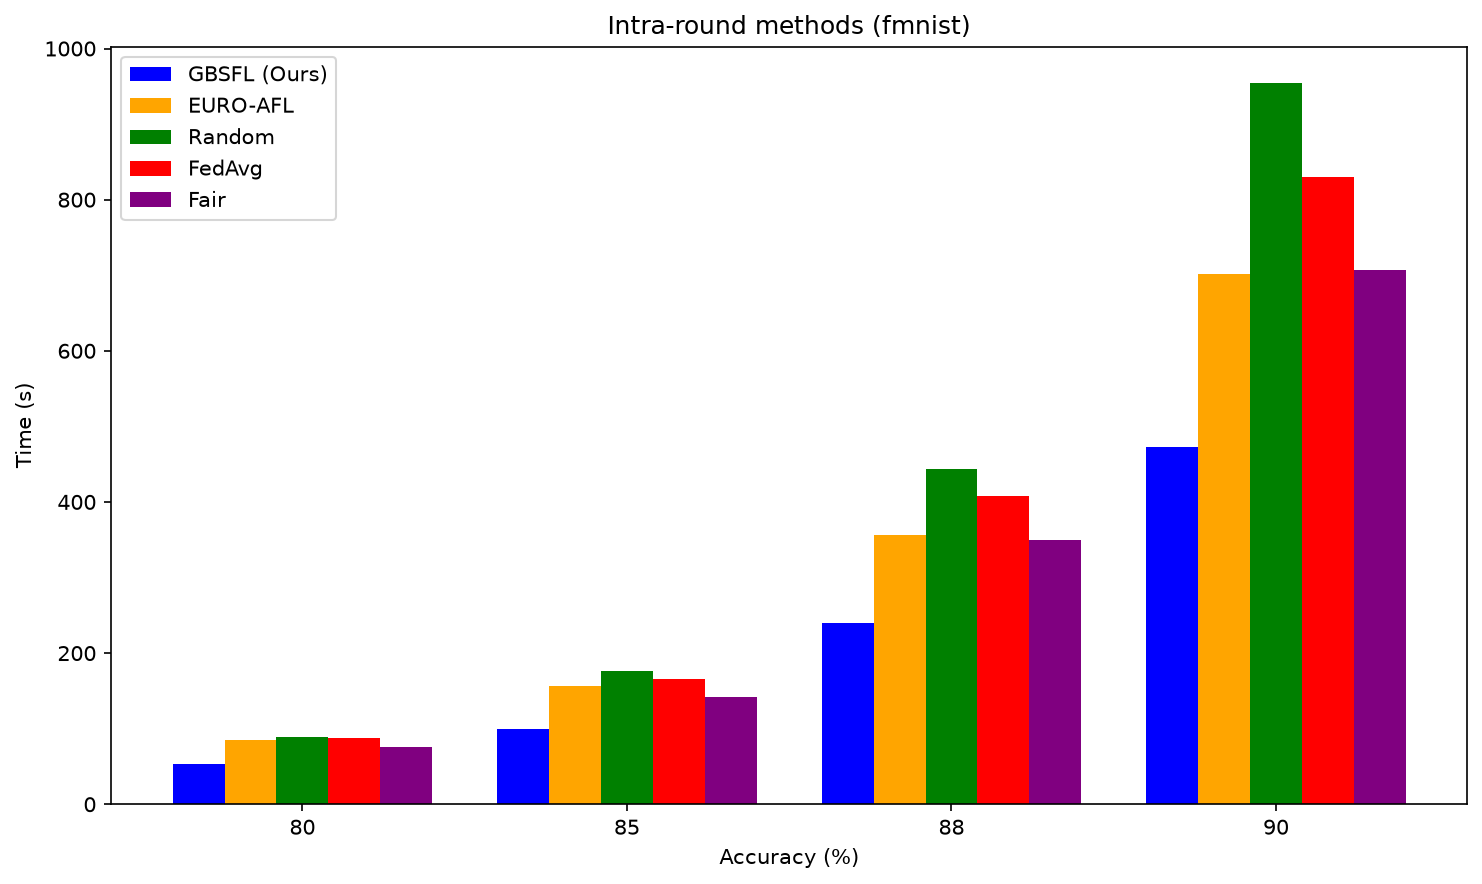 Intra-round methods (fmnist)
1000
800
600
400
200
0
Time (s)
GBSFL (Ours)
EURO-AFL
Random
FedAvg
Fair
80 85 88 90
Accuracy (%)